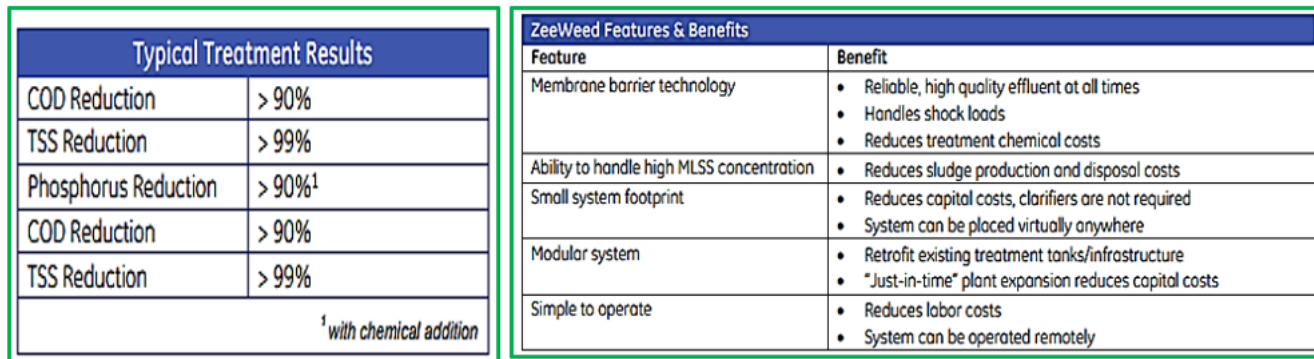 Typical Treatment Results
COD Reduction > 90%
TSS Reduction > 99%
Phosphorus Reduction > 90%¹
COD Reduction > 90%
TSS Reduction > 99%
¹ with chemical addition
ZeeWeed Features & Benefits
Feature Benefit
Membrane barrier technology • Reliable, high quality effluent at all times
• Handles shock loads
• Reduces treatment chemical costs
Ability to handle high MLSS concentration • Reduces sludge production and disposal costs
Small system footprint • Reduces capital costs, clarifiers are not required
• System can be placed virtually anywhere
Modular system • Retrofit existing treatment tanks/infrastructure
• "Just-in-time" plant expansion reduces capital costs
Simple to operate • Reduces labor costs
• System can be operated remotely